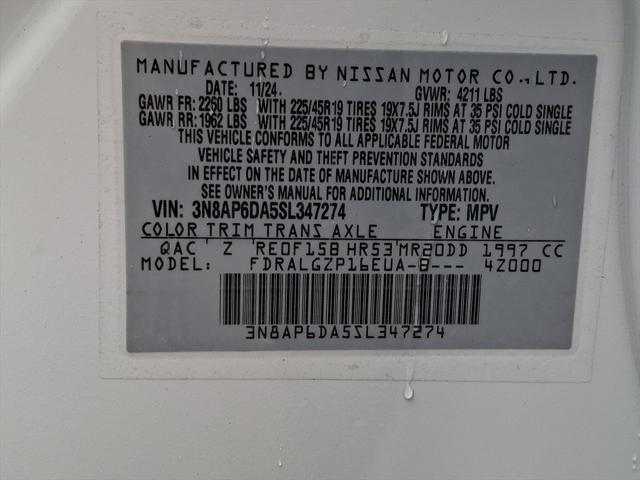 MANUFACTURED BY NISSAN MOTOR CO., LTD.
DATE: 11/24. GVWR: 4211 LBS
GAWR FR: 2260 LBS WITH 225/45R19 TIRES 19X7.5J RIMS AT 35 PSI COLD SINGLE
GAWR RR: 1962 LBS WITH 225/45R19 TIRES 19X7.5J RIMS AT 35 PSI COLD SINGLE
THIS VEHICLE CONFORMS TO ALL APPLICABLE FEDERAL MOTOR
VEHICLE SAFETY AND THEFT PREVENTION STANDARDS
IN EFFECT ON THE DATE OF MANUFACTURE SHOWN ABOVE.
SEE OWNER'S MANUAL FOR ADDITIONAL INFORMATION.
VIN: 3N8AP6DA5SL347274 TYPE: MPV
COLOR TRIM TRANS AXLE ENGINE
QAC ' Z ' RE0F15B HR53 MR20DD 1997 CC
MODEL: FDRALGZP16EUA-B--- 4Z000
3N8AP6DA5SL347274